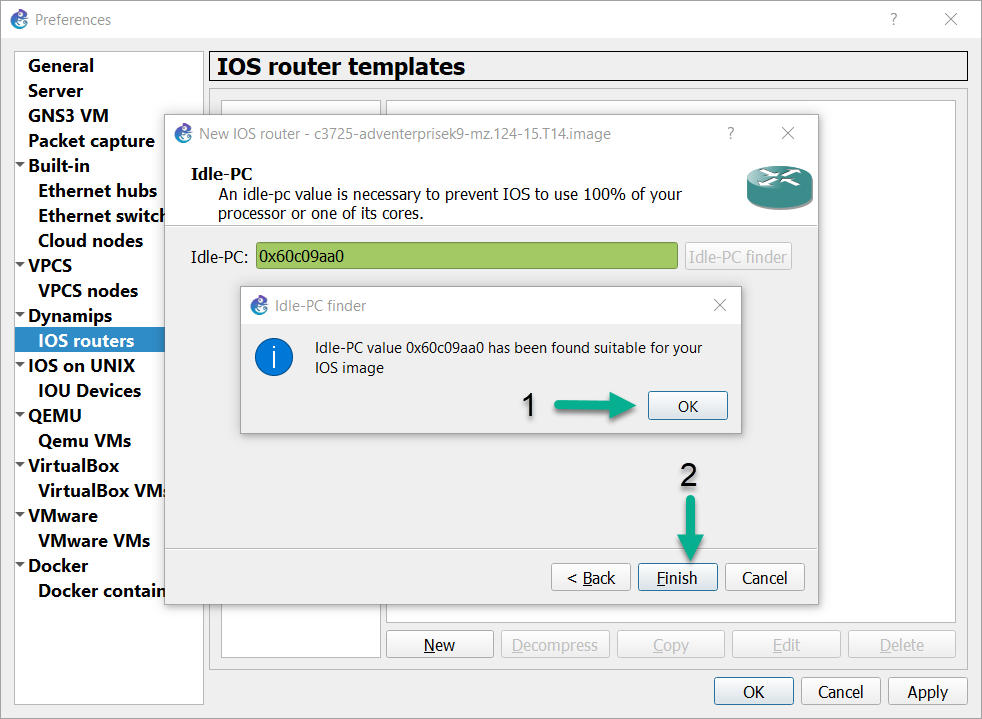 Preferences
?
General
Server
GNS3 VM
Packet capture
Built-in
Ethernet hubs
Ethernet switch
Cloud nodes
VPCS
VPCS nodes
Dynamips
IOS routers
IOS on UNIX
IOU Devices
QEMU
Qemu VMs
VirtualBox
VirtualBox VMs
VMware
VMware VMs
Docker
Docker contain
IOS router templates
New IOS router - c3725-adventerprisek9-mz.124-15.T14.image
?
Idle-PC
An idle-pc value is necessary to prevent IOS to use 100% of your
processor or one of its cores.
Idle-PC: 0x60c09aa0 Idle-PC finder
Idle-PC finder
i
Idle-PC value 0x60c09aa0 has been found suitable for your
IOS image
1 OK
2
< Back Finish Cancel
New Decompress Copy Edit Delete
OK Cancel Apply